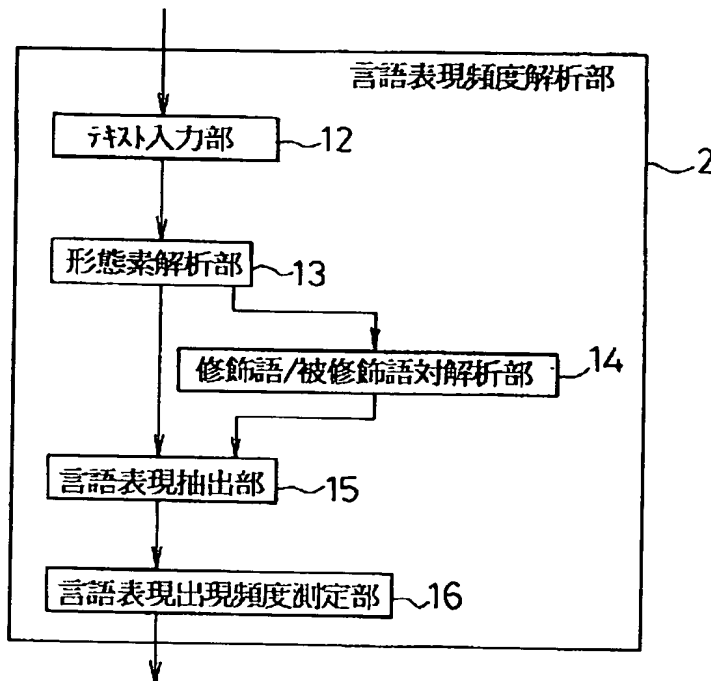 言語表現頻度解析部
ﾃｷｽﾄ入力部
12
2
形態素解析部
13
修飾語/被修飾語対解析部
14
言語表現抽出部
15
言語表現出現頻度測定部
16